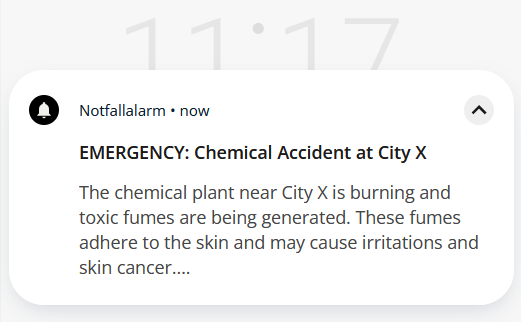 11:17
Notfallalarm • now
EMERGENCY: Chemical Accident at City X
The chemical plant near City X is burning and
toxic fumes are being generated. These fumes
adhere to the skin and may cause irritations and
skin cancer....